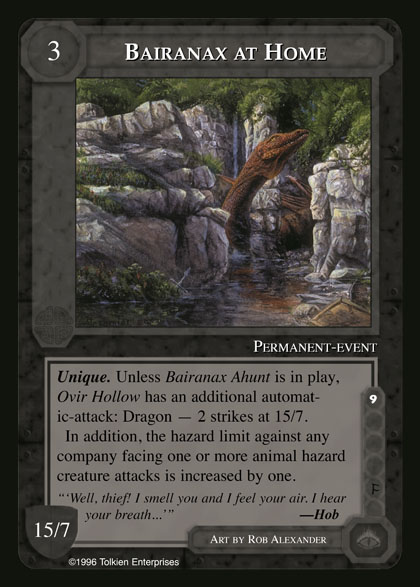 3
BAIRANAX AT HOME
PERMANENT-EVENT
Unique. Unless Bairanax Ahunt is in play,
Ovir Hollow has an additional automat-
ic-attack: Dragon — 2 strikes at 15/7.
In addition, the hazard limit against any
company facing one or more animal hazard
creature attacks is increased by one.
“‘Well, thief! I smell you and I feel your air. I hear
your breath...’” —Hob
9
15/7
ART BY ROB ALEXANDER
©1996 Tolkien Enterprises